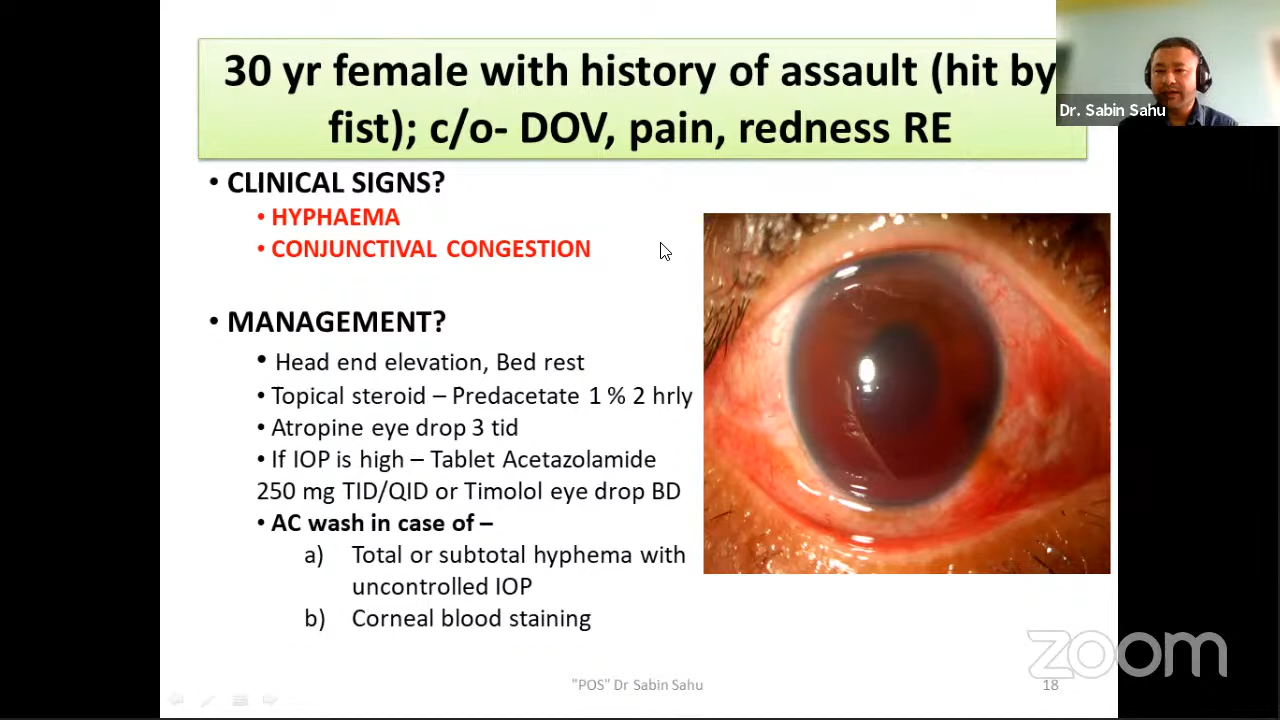 30 yr female with history of assault (hit by
fist); c/o- DOV, pain, redness RE
Dr. Sabin Sahu
• CLINICAL SIGNS?
• HYPHAEMA
• CONJUNCTIVAL CONGESTION
• MANAGEMENT?
• Head end elevation, Bed rest
• Topical steroid – Predacetate 1 % 2 hrly
• Atropine eye drop 3 tid
• If IOP is high – Tablet Acetazolamide
250 mg TID/QID or Timolol eye drop BD
• AC wash in case of –
a) Total or subtotal hyphema with
uncontrolled IOP
b) Corneal blood staining
zoom
"POS" Dr Sabin Sahu
18